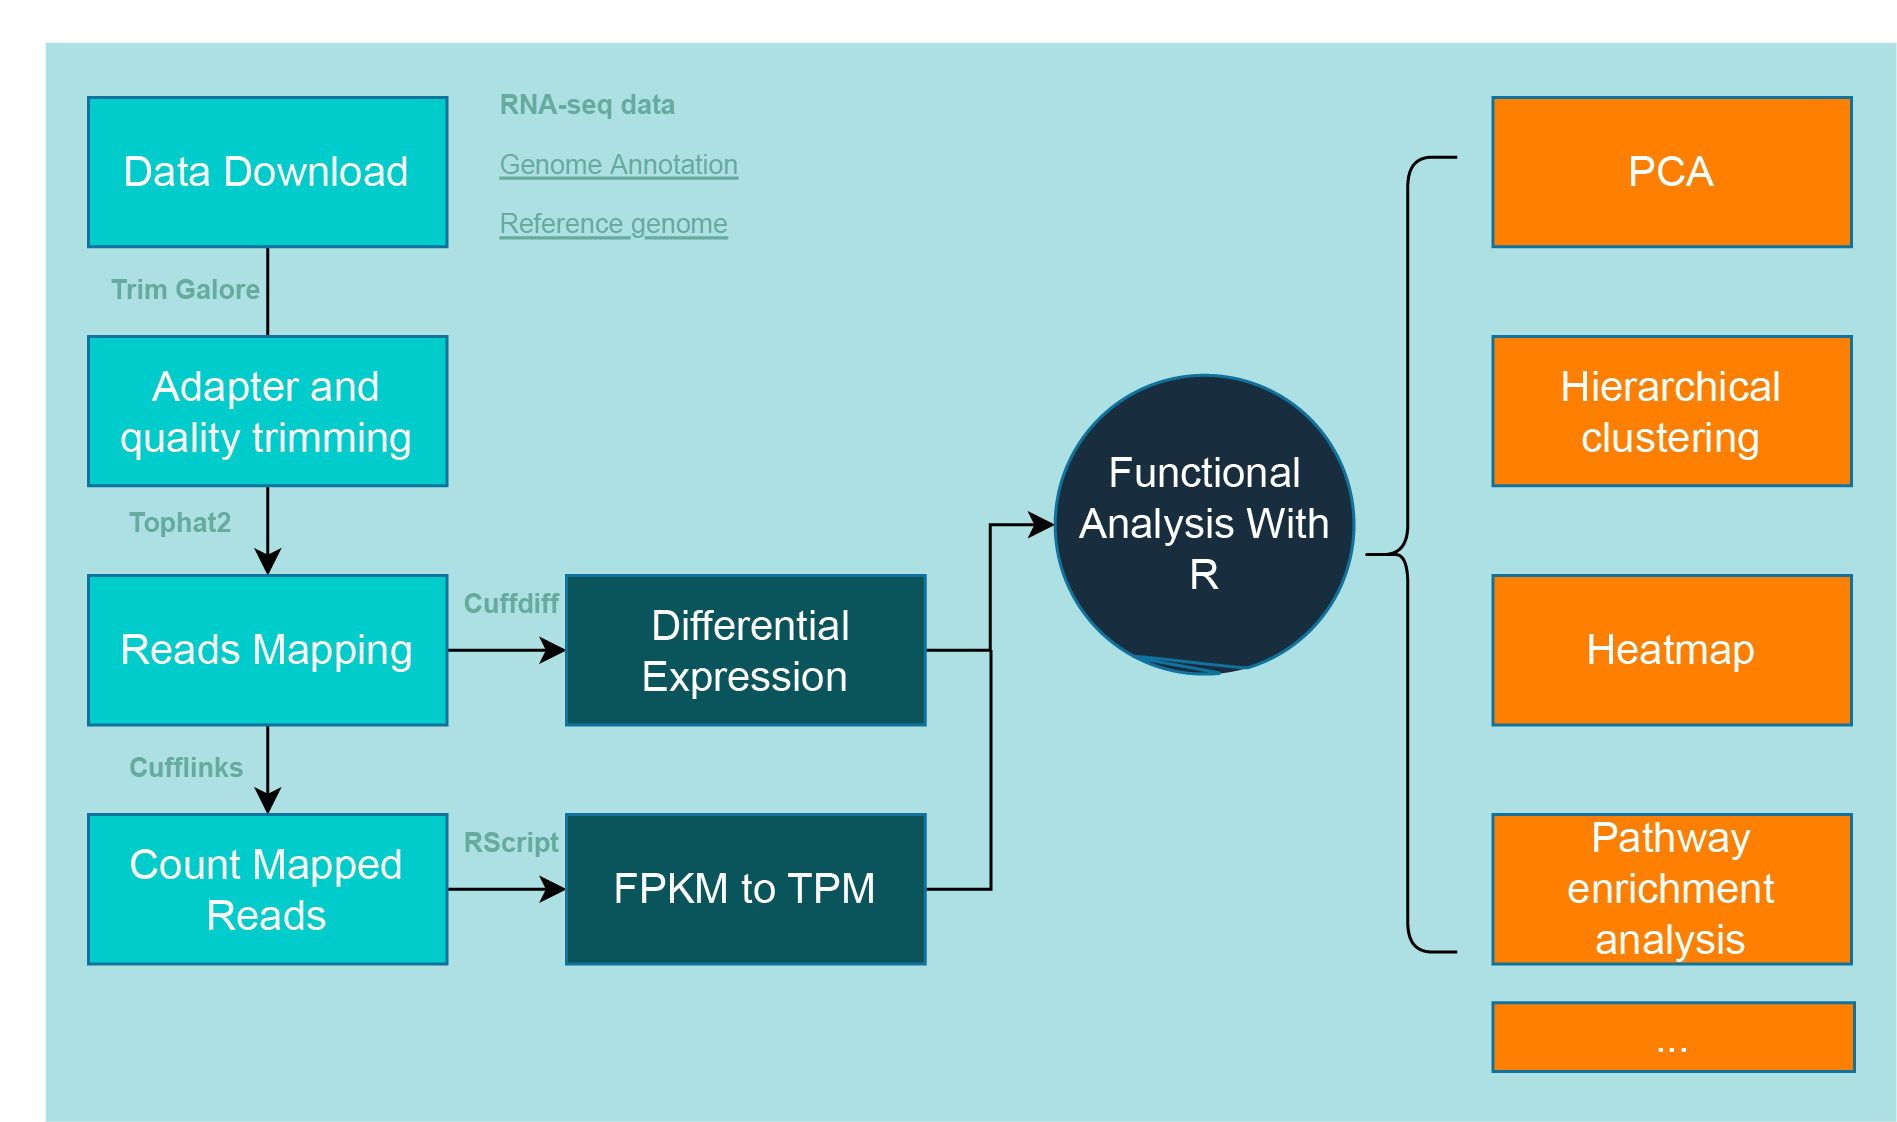 Data Download
RNA-seq data
Genome Annotation
Reference genome
Trim Galore
Adapter and
quality trimming
Tophat2
Reads Mapping
Cuffdiff
Differential
Expression
Cufflinks
Count Mapped
Reads
RScript
FPKM to TPM
Functional
Analysis With
R
PCA
Hierarchical
clustering
Heatmap
Pathway
enrichment
analysis
...